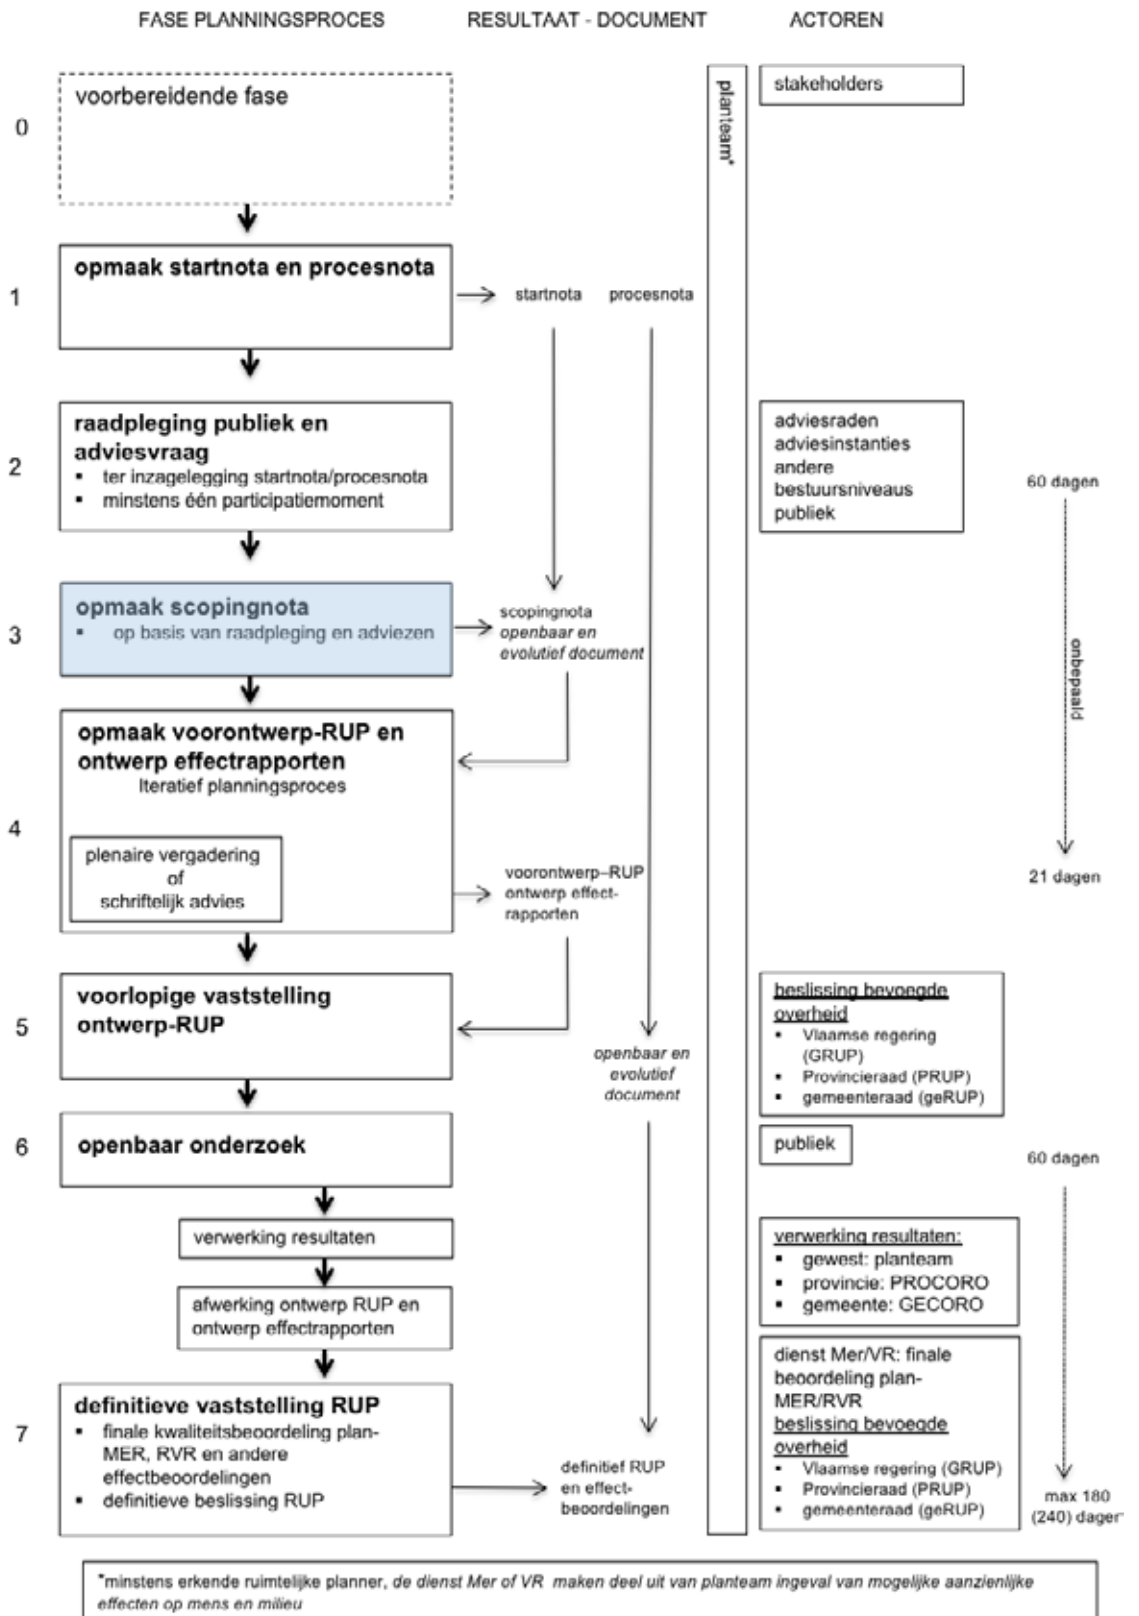 FASE PLANNINGSPROCES
RESULTAAT - DOCUMENT
ACTOREN
0
voorbereidende fase
planteam*
stakeholders
1
opmaak startnota en procesnota
startnota
procesnota
2
raadpleging publiek en
adviesvraag
▪ ter inzagelegging startnota/procesnota
▪ minstens één participatiemoment
adviesraden
adviesinstanties
andere
bestuursniveaus
publiek
60 dagen
3
opmaak scopingnota
▪ op basis van raadpleging en adviezen
scopingnota
openbaar en
evolutief document
onbepaald
4
opmaak voorontwerp-RUP en
ontwerp effectrapporten
Iteratief planningsproces
plenaire vergadering
of
schriftelijk advies
voorontwerp–RUP
ontwerp effect-
rapporten
21 dagen
5
voorlopige vaststelling
ontwerp-RUP
openbaar en
evolutief
document
beslissing bevoegde
overheid
▪ Vlaamse regering
(GRUP)
▪ Provincieraad (PRUP)
▪ gemeenteraad (geRUP)
6
openbaar onderzoek
publiek
60 dagen
verwerking resultaten
verwerking resultaten:
▪ gewest: planteam
▪ provincie: PROCORO
▪ gemeente: GECORO
afwerking ontwerp RUP en
ontwerp effectrapporten
7
definitieve vaststelling RUP
▪ finale kwaliteitsbeoordeling plan-
MER, RVR en andere
effectbeoordelingen
▪ definitieve beslissing RUP
definitief RUP
en effect-
beoordelingen
dienst Mer/VR: finale
beoordeling plan-
MER/RVR
beslissing bevoegde
overheid
▪ Vlaamse regering (GRUP)
▪ Provincieraad (PRUP)
▪ gemeenteraad (geRUP)
max 180
(240) dager
*minstens erkende ruimtelijke planner, de dienst Mer of VR maken deel uit van planteam ingeval van mogelijke aanzienlijke
effecten op mens en milieu